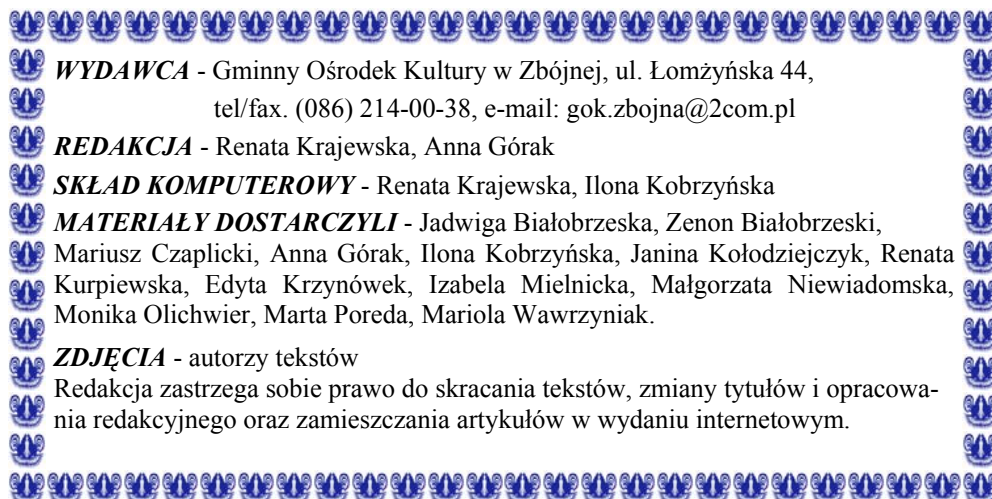 WYDAWCA - Gminny Ośrodek Kultury w Zbójnej, ul. Łomżyńska 44,
tel/fax. (086) 214-00-38, e-mail: gok.zbojna@2com.pl
REDAKCJA - Renata Krajewska, Anna Górak
SKŁAD KOMPUTEROWY - Renata Krajewska, Ilona Kobrzyńska
MATERIAŁY DOSTARCZYLI - Jadwiga Białobrzeska, Zenon Białobrzeski,
Mariusz Czaplicki, Anna Górak, Ilona Kobrzyńska, Janina Kołodziejczyk, Renata
Kurpiewska, Edyta Krzynówek, Izabela Mielnicka, Małgorzata Niewiadomska,
Monika Olichwier, Marta Poreda, Mariola Wawrzyniak.
ZDJĘCIA - autorzy tekstów
Redakcja zastrzega sobie prawo do skracania tekstów, zmiany tytułów i opracowa-
nia redakcyjnego oraz zamieszczania artykułów w wydaniu internetowym.